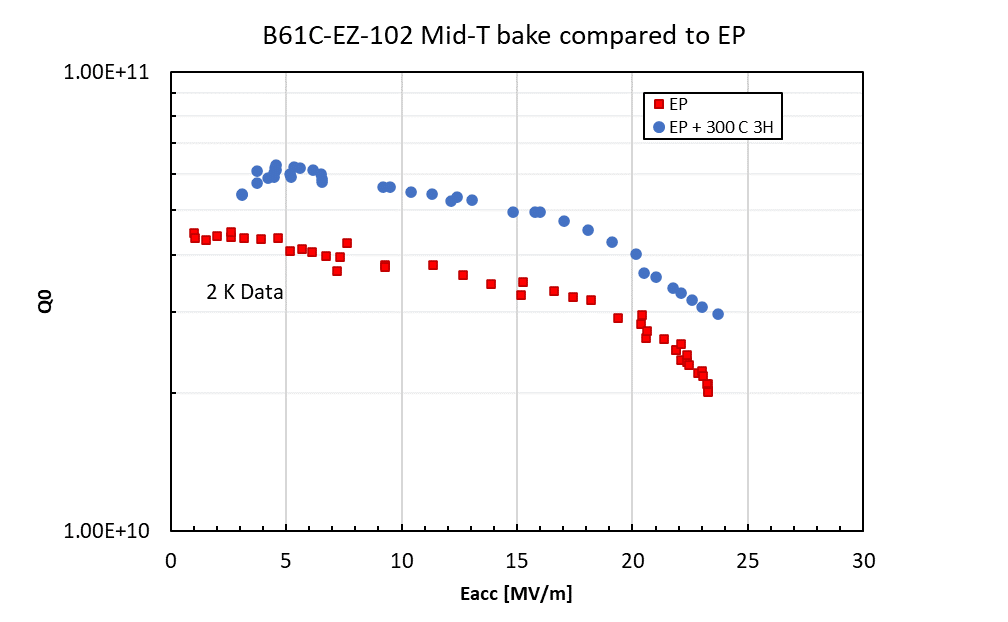 B61C-EZ-102 Mid-T bake compared to EP
1.00E+11
EP
EP + 300 C 3H
2 K Data
Q0
1.00E+10
0 5 10 15 20 25 30
Eacc [MV/m]